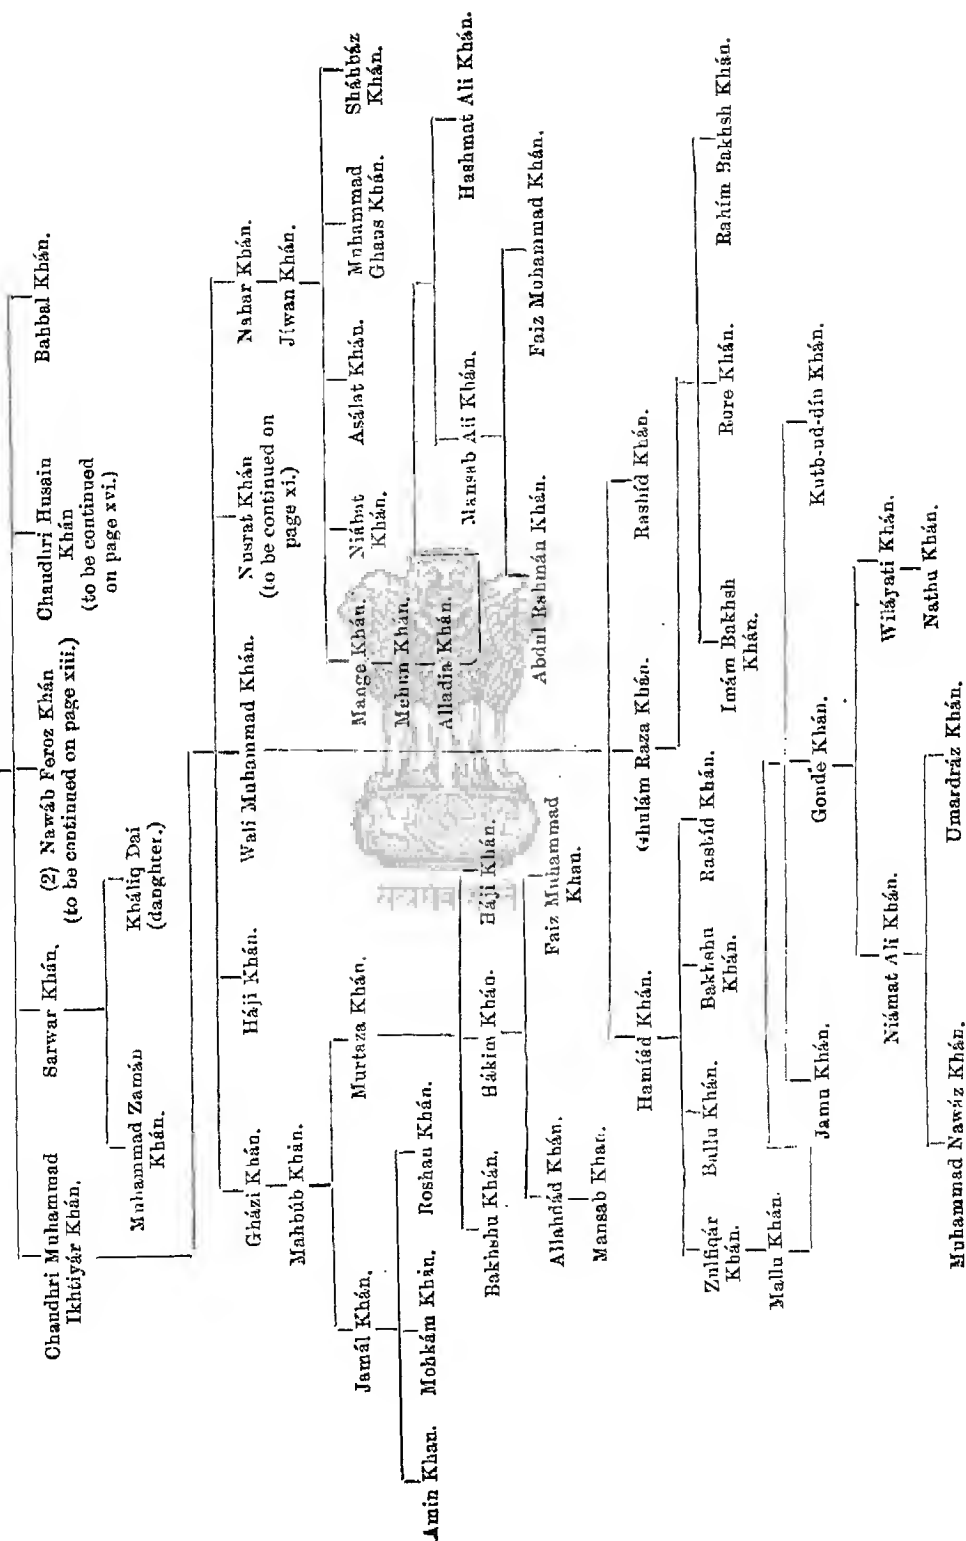 Chaudhri Muhammad
Ikhtiyár Khán.
Sarwar Khán.
(2) Nawáb Feroz Khán
(to be continued on page xiii.)
Chaudhri Husain
Khán
(to be continued
on page xvi.)
Bahbal Khán.
Muhammad Zamán
Khán.
Kháliq Dai
(daughter.)
Gházi Khán.
Háji Khán.
Wali Muhammad Khán.
Nusrat Khán
(to be continued on
page xi.)
Nahar Khán.
Mahbúb Khán.
Jíwan Khán.
Jamál Khán.
Murtaza Khán.
Mange Khán.
Niábat
Khán.
Asálat Khán.
Muhammad
Ghaus Khán.
Sháhbáz
Khán.
Mehun Khán.
Alladia Khán.
Amin Khan.
Mohkám Khán.
Roshan Khán.
Mansab Ali Khán.
Hashmat Ali Khán.
Bakhshu Khán.
Hákim Khán.
Háji Khán.
Abdul Rahmán Khán.
Faiz Muhammad Khán.
Allahdád Khán.
Faiz Muhammad
Khan.
Mansab Khan.
सत्यमेव जयते
Hamíád Khán.
Ghulám Raza Khán.
Rashíd Khán.
Zulfiqár
Khán.
Ballu Khán.
Bakhshu
Khán.
Rashíd Khán.
Imám Bakhsh
Khán.
Rure Khán.
Rahím Bakhsh Khán.
Mallu Khán.
Jamu Khán.
Gonde Khán.
Kutb-ud-dín Khán.
Niámat Ali Khán.
Wiláyati Khán.
Nathu Khán.
Muhammad Nawáz Khán.
Umardráz Khán.